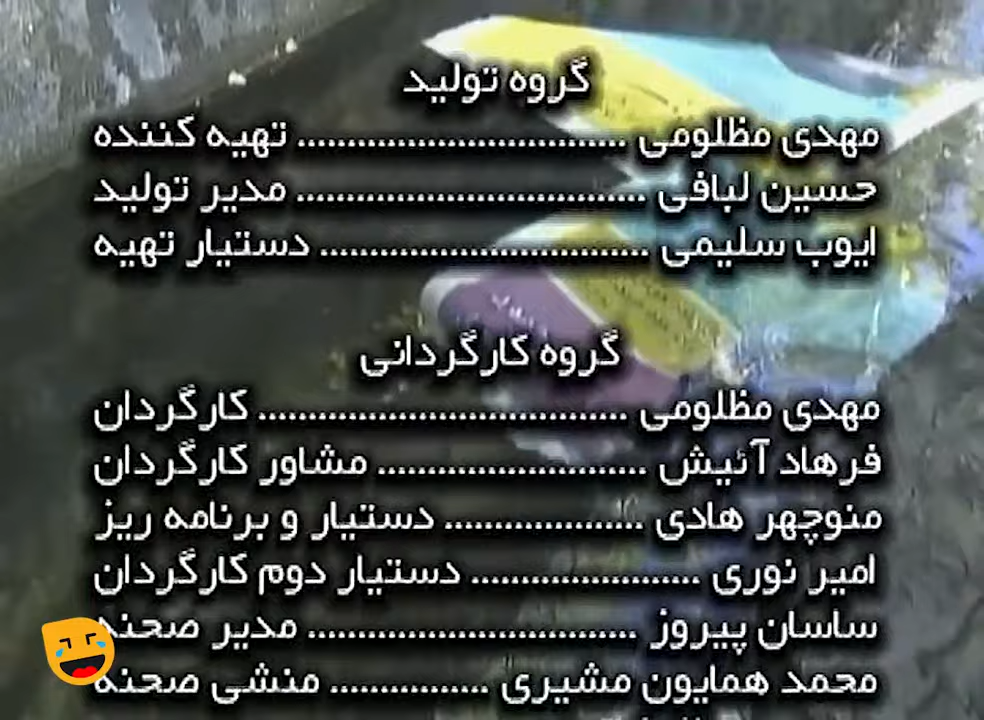 گروه تولید
مهدی مظلومی ................................ تهیه کننده
حسین لبافی .................................. مدیر تولید
ایوب سلیمی ................................ دستیار تهیه
گروه کارگردانی
مهدی مظلومی .................................... کارگردان
فرهاد آئیش .......................... مشاور کارگردان
منوچهر هادی ................... دستیار و برنامه ریز
امیر نوری ...................... دستیار دوم کارگردان
ساسان پیروز ................................ مدیر صحنه
محمد همایون مشیری ............... منشی صحنه